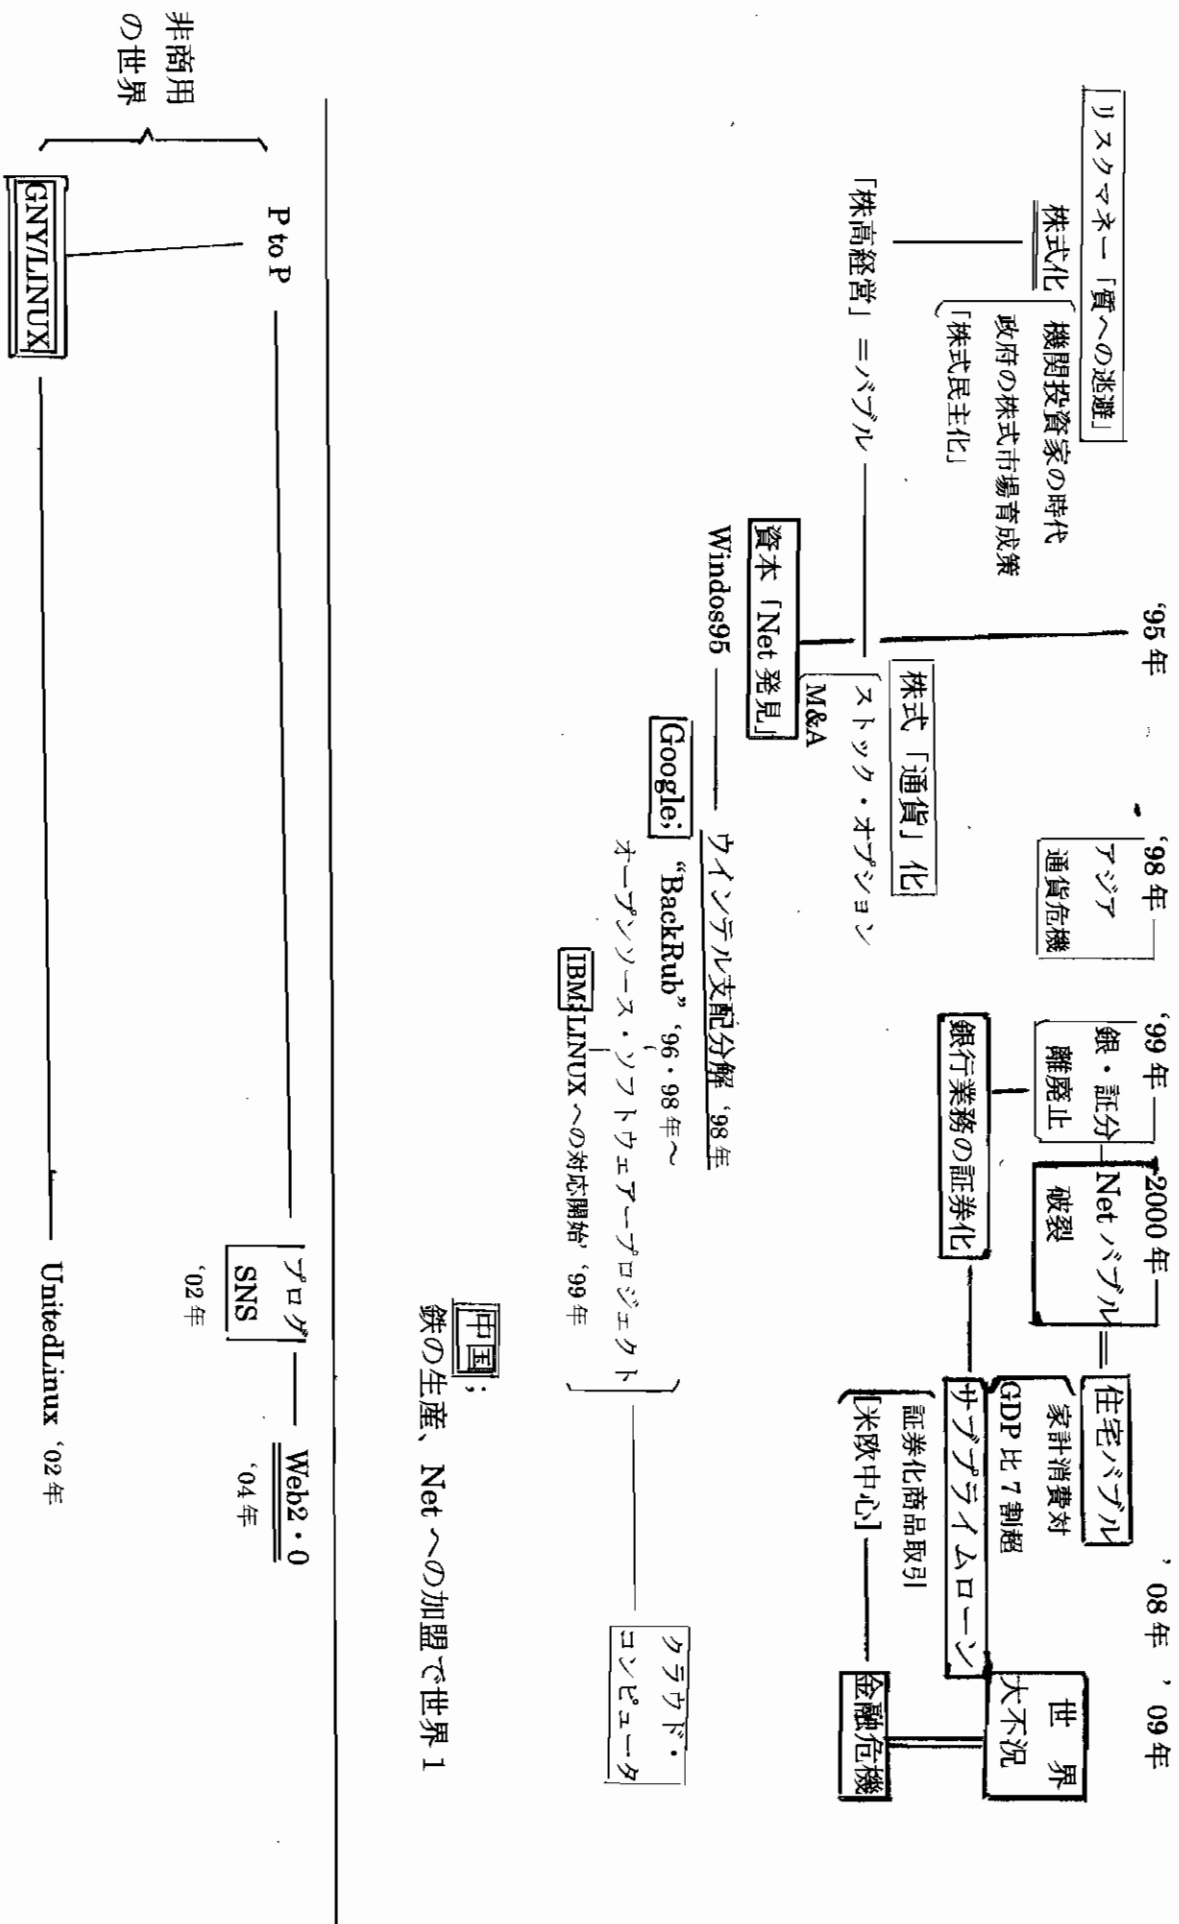 '95年
'98年
'99年
2000年
'08年
'09年
リスクマネー「質への逃避」
アジア
通貨危機
銀・証分
離廃止
Netバブル
破裂
住宅バブル
家計消費対
GDP比7割超
株式化
機関投資家の時代
政府の株式市場育成策
「株式民主化」
銀行業務の証券化
サブプライムローン
世界
大不況
証券化商品取引
[米欧中心]
金融危機
「株高経営」=バブル
株式「通貨」化
ストック・オプション
M&A
資本「Net発見」
Windos95
ウインテル支配分解 '98年
Google; “BackRub” '96・98年～
オープンソース・ソフトウェアープロジェクト
IBM;LINUXへの対応開始' '99年
クラウド・
コンピュータ
中国;
鉄の生産、Netへの加盟で世界1
非商用
の世界
P to P
ブログ
SNS
'02年
Web2・0
'04年
GNY/LINUX
UnitedLinux '02年